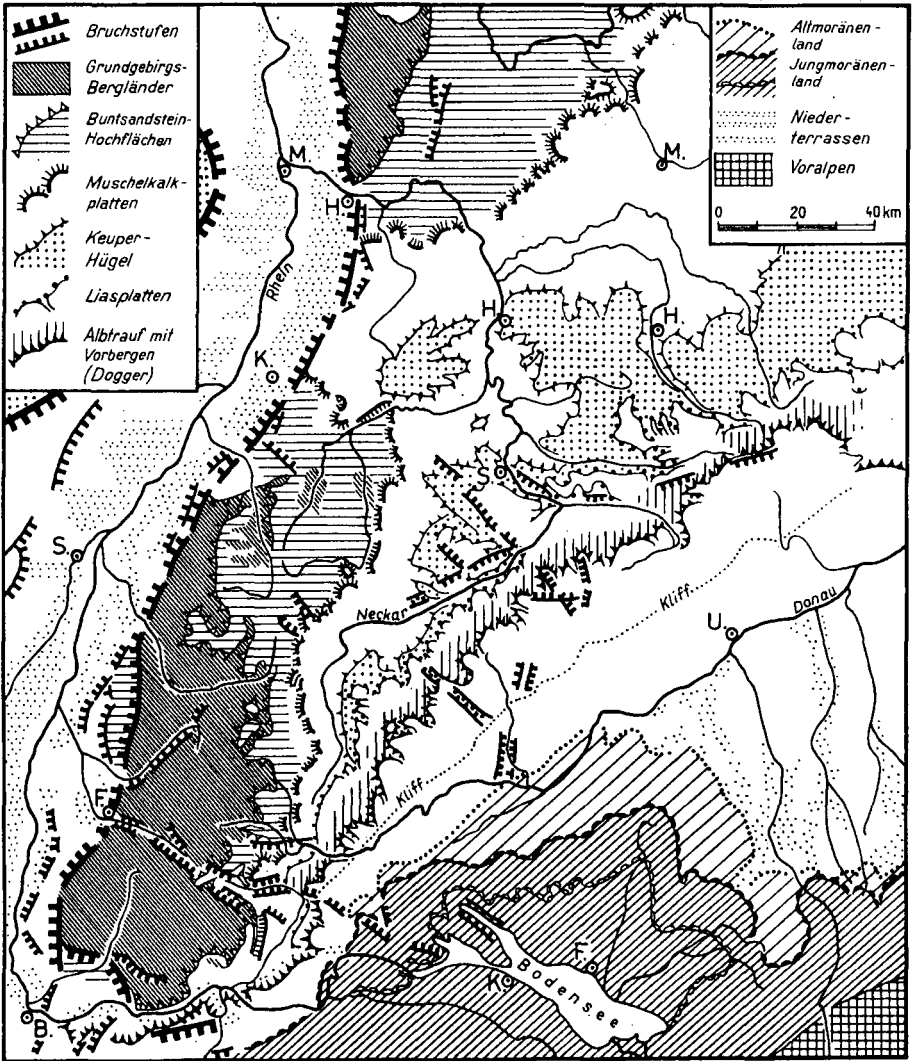 Bruchstufen
Grundgebirgs-
Bergländer
Buntsandstein-
Hochflächen
Muschelkalk-
platten
Keuper-
Hügel
Liasplatten
Albtrauf mit
Vorbergen
(Dogger)
Altmoränen-
land
Jungmoränen-
land
Nieder-
terrassen
Voralpen
0 20 40 km
M.
M.
H
Rhein
H
H.
K
S
S
Neckar
Kliff
Donau
U
Kliff
F
F
K
Bodensee
B